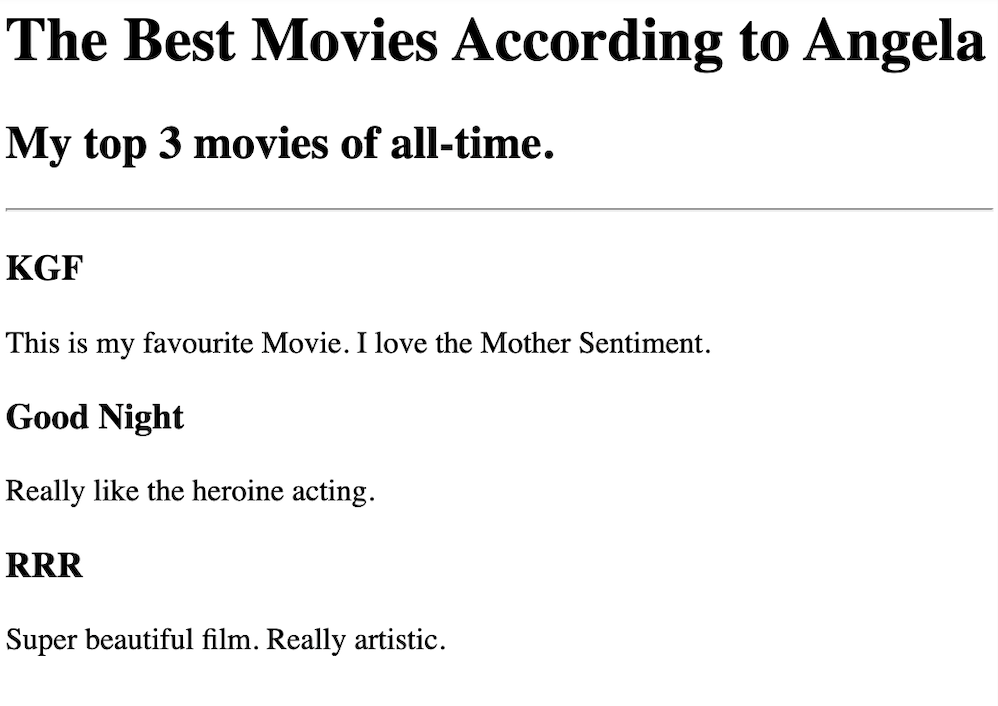 The Best Movies According to Angela
My top 3 movies of all-time.
KGF
This is my favourite Movie. I love the Mother Sentiment.
Good Night
Really like the heroine acting.
RRR
Super beautiful film. Really artistic.